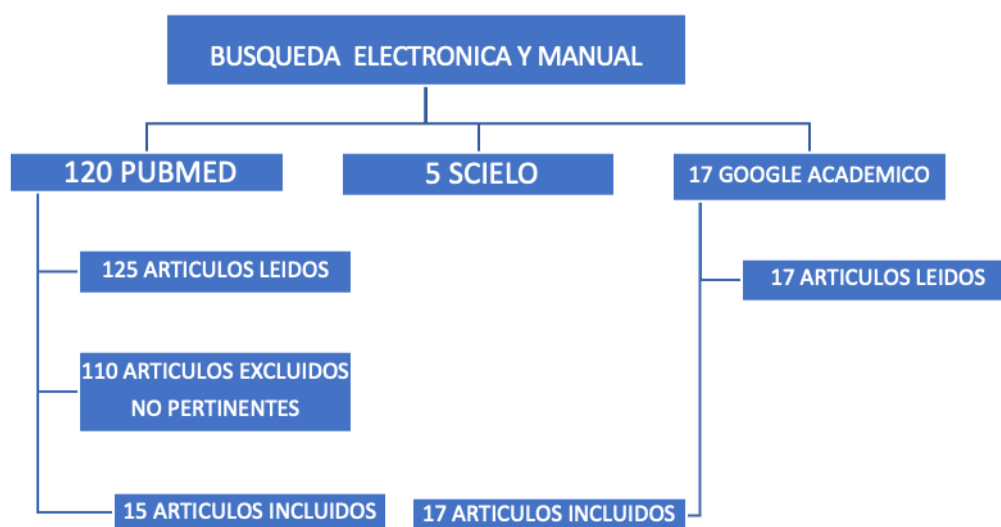 BUSQUEDA ELECTRONICA Y MANUAL
120 PUBMED
5 SCIELO
17 GOOGLE ACADEMICO
125 ARTICULOS LEIDOS
17 ARTICULOS LEIDOS
110 ARTICULOS EXCLUIDOS
NO PERTINENTES
15 ARTICULOS INCLUIDOS
17 ARTICULOS INCLUIDOS